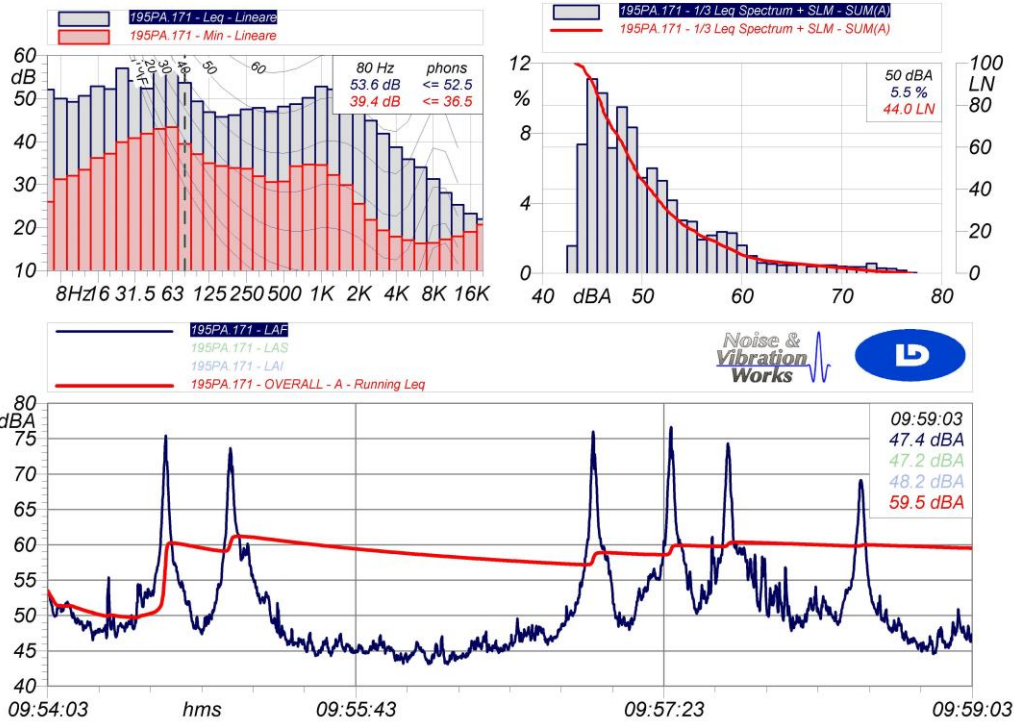 195PA.171 - Leq - Lineare
195PA.171 - Min - Lineare
60
dB
50
40
30
20
10
20 30 40 50 60
80 Hz phons
53.6 dB <= 52.5
39.4 dB <= 36.5
8Hz 16 31.5 63 125 250 500 1K 2K 4K 8K 16K
195PA.171 - 1/3 Leq Spectrum + SLM - SUM(A)
195PA.171 - 1/3 Leq Spectrum + SLM - SUM(A)
12
%
8
4
0
50 dBA
5.5 %
44.0 LN
100
LN
80
60
40
20
0
40 dBA 50 60 70 80
195PA.171 - LAF
195PA.171 - LAS
195PA.171 - LAI
195PA.171 - OVERALL - A - Running Leq
Noise &
Vibration
Works
LD
80
dBA
75
70
65
60
55
50
45
40
09:59:03
47.4 dBA
47.2 dBA
48.2 dBA
59.5 dBA
09:54:03 hms 09:55:43 09:57:23 09:59:03